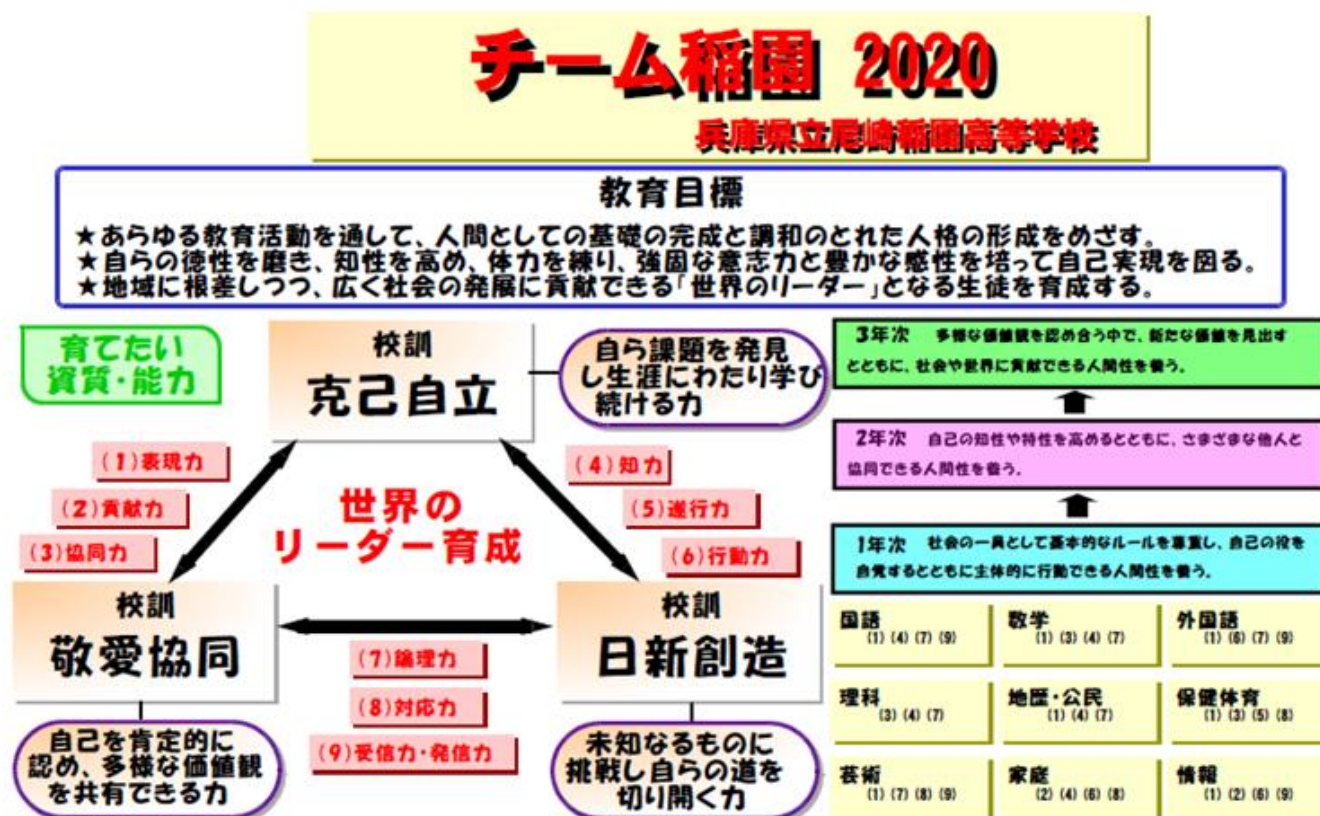 チーム稲園 2020
兵庫県立尼崎稲園高等学校
教育目標
★あらゆる教育活動を通して、人間としての基礎の完成と調和のとれた人格の形成をめざす。
★自らの徳性を磨き、知性を高め、体力を練り、強固な意志力と豊かな感性を培って自己実現を図る。
★地域に根差しつつ、広く社会の発展に貢献できる「世界のリーダー」となる生徒を育成する。
育てたい
資質・能力
校訓
克己自立
自ら課題を発見
し生涯にわたり学び
続ける力
(1)表現力
(2)貢献力
(3)協同力
(4)知力
(5)遂行力
(6)行動力
世界の
リーダー育成
校訓
敬愛協同
校訓
日新創造
(7)論理力
(8)対応力
(9)受信力・発信力
自己を肯定的に
認め、多様な価値観
を共有できる力
未知なるものに
挑戦し自らの道を
切り開く力
3年次 多様な価値観を認め合う中で、新たな価値を見出す
とともに、社会や世界に貢献できる人間性を養う。
2年次 自己の知性や特性を高めるとともに、さまざまな他人と
協同できる人間性を養う。
1年次 社会の一員として基本的なルールを尊重し、自己の役を
自覚するとともに主体的に行動できる人間性を養う。
国語
(1) (4) (7) (9)
数学
(1) (3) (4) (7)
外国語
(1) (6) (7) (9)
理科
(3) (4) (7)
地歴・公民
(1) (4) (7)
保健体育
(1) (3) (5) (8)
芸術
(1) (7) (8) (9)
家庭
(2) (4) (6) (8)
情報
(1) (2) (6) (9)